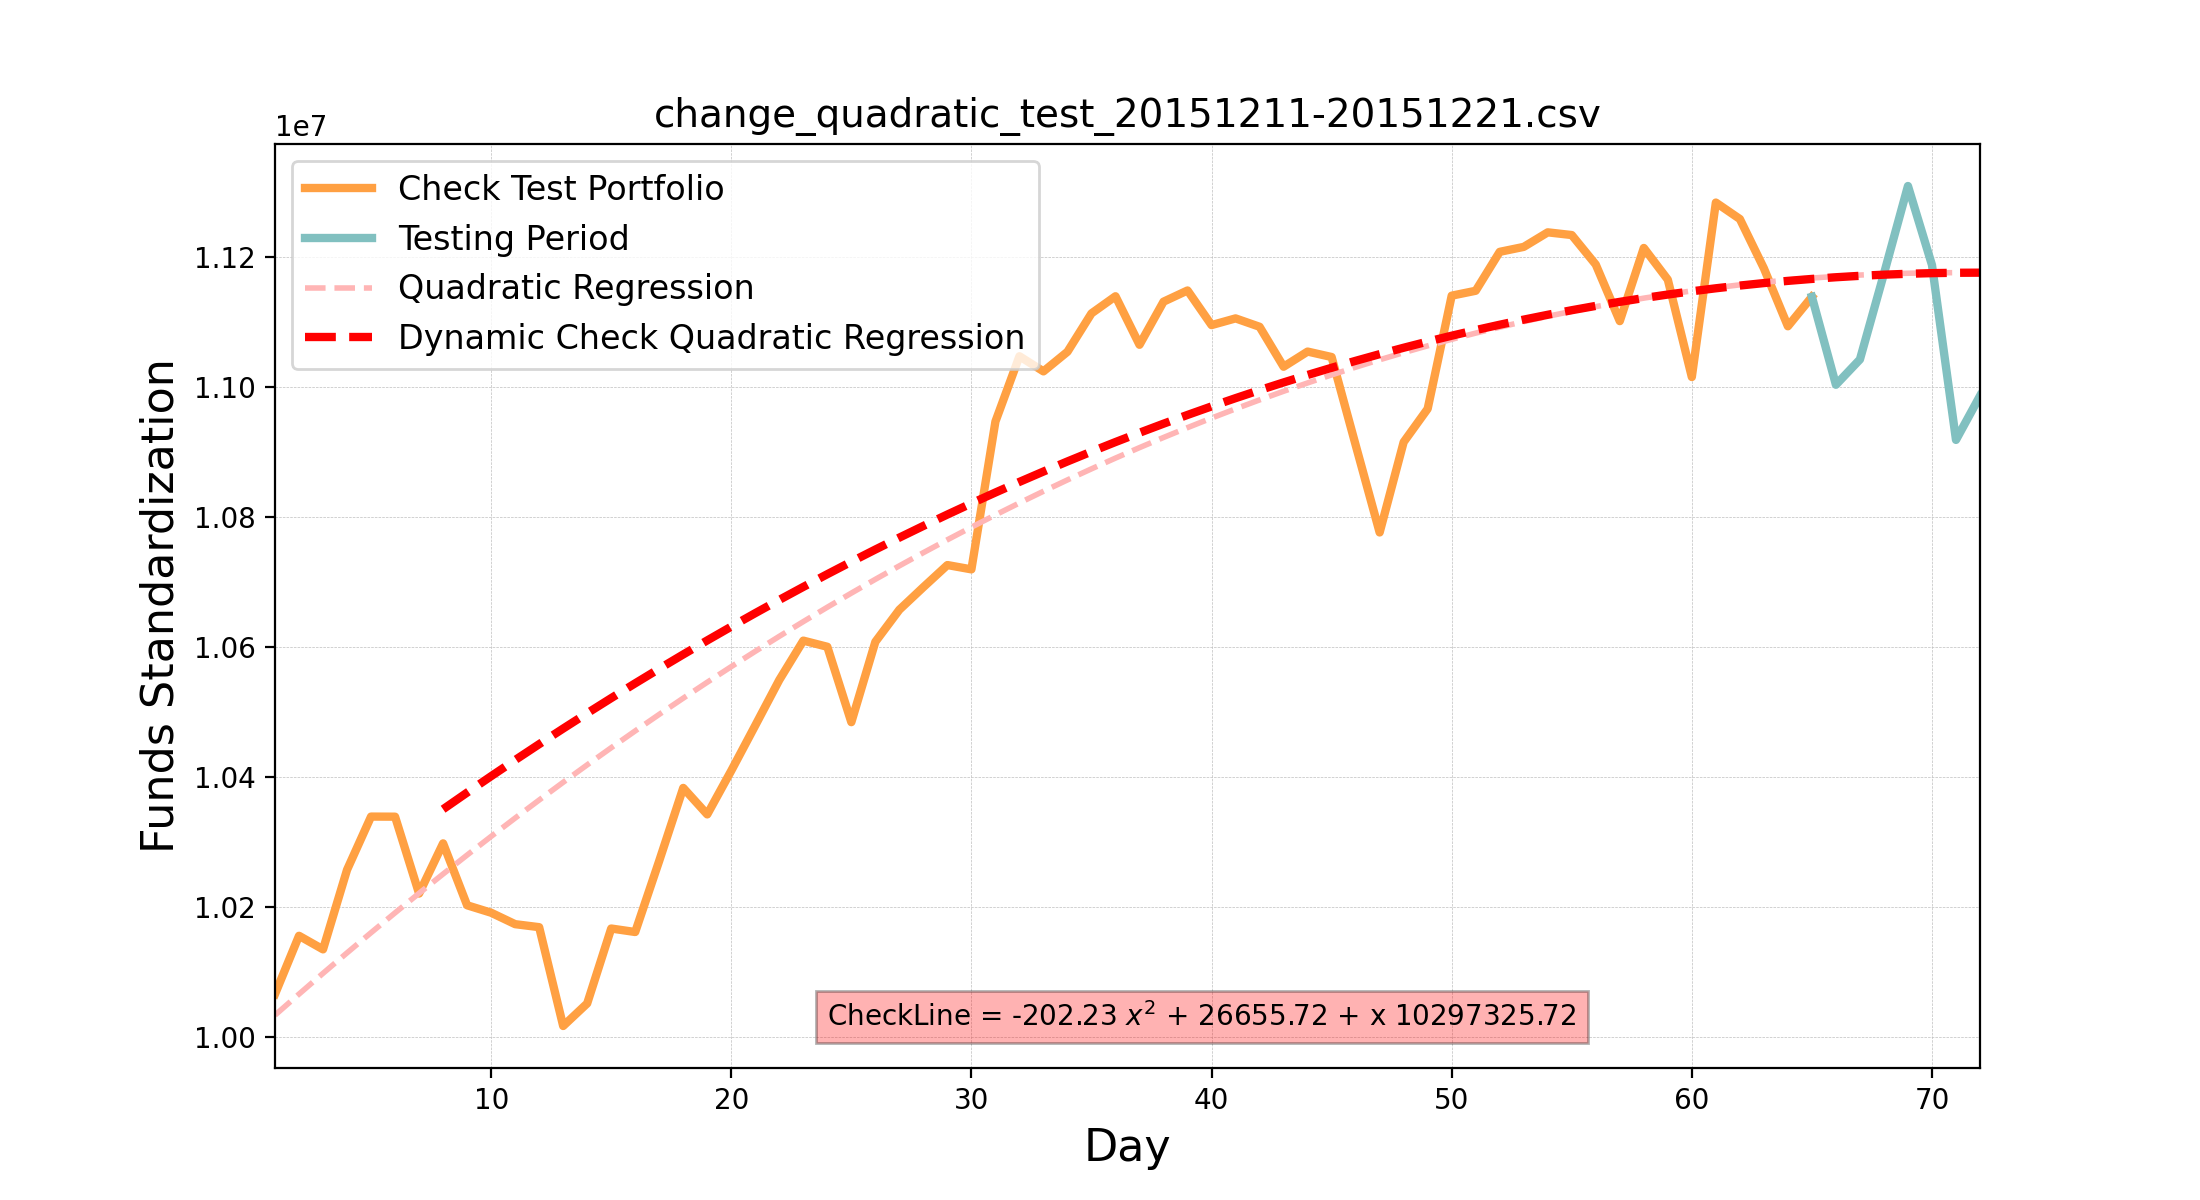 change_quadratic_test_20151211-20151221.csv
1e7
Check Test Portfolio
Testing Period
Quadratic Regression
Dynamic Check Quadratic Regression
Funds Standardization
1.12
1.10
1.08
1.06
1.04
1.02
1.00
CheckLine = -202.23 x² + 26655.72 + x 10297325.72
10 20 30 40 50 60 70
Day